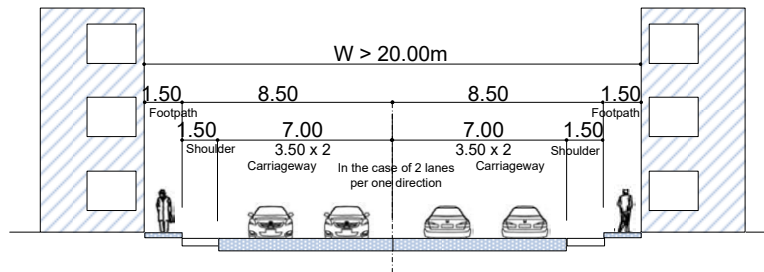 W > 20.00m
1.50 8.50 8.50 1.50
Footpath Footpath
1.50 7.00 7.00 1.50
Shoulder 3.50 x 2 3.50 x 2 Shoulder
Carriageway In the case of 2 lanes Carriageway
per one direction